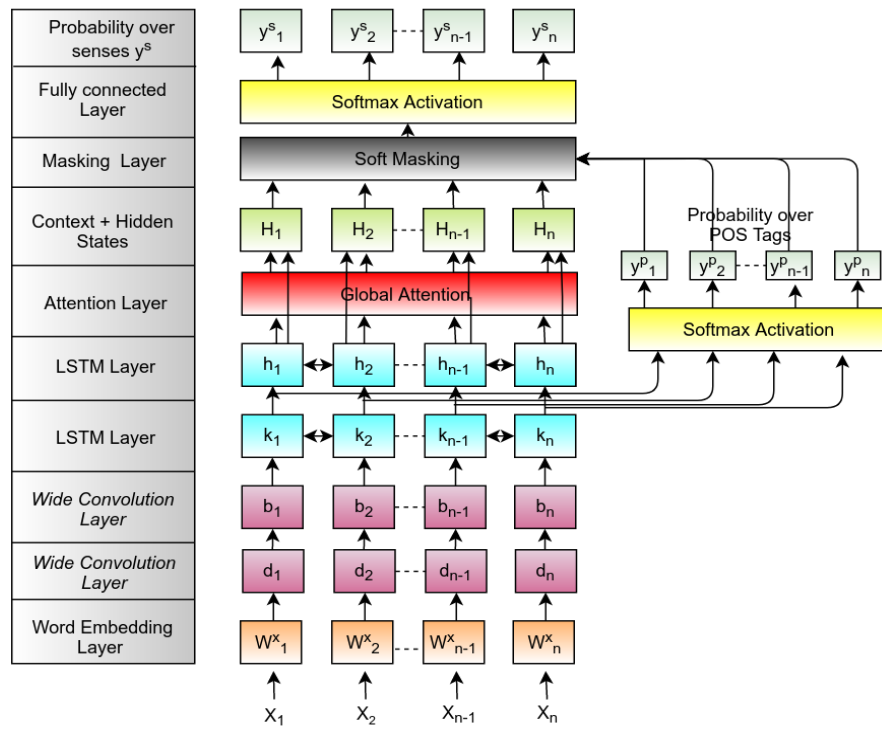 Probability over
senses y^s
y^s_1 y^s_2 y^s_n-1 y^s_n
Fully connected
Layer
Softmax Activation
Masking Layer
Soft Masking
Context + Hidden
States
H_1 H_2 H_n-1 H_n
Probability over
POS Tags
y^p_1 y^p_2 y^p_n-1 y^p_n
Attention Layer
Global Attention
Softmax Activation
LSTM Layer
h_1 h_2 h_n-1 h_n
LSTM Layer
k_1 k_2 k_n-1 k_n
Wide Convolution
Layer
b_1 b_2 b_n-1 b_n
Wide Convolution
Layer
d_1 d_2 d_n-1 d_n
Word Embedding
Layer
W^x_1 W^x_2 W^x_n-1 W^x_n
X_1 X_2 X_n-1 X_n